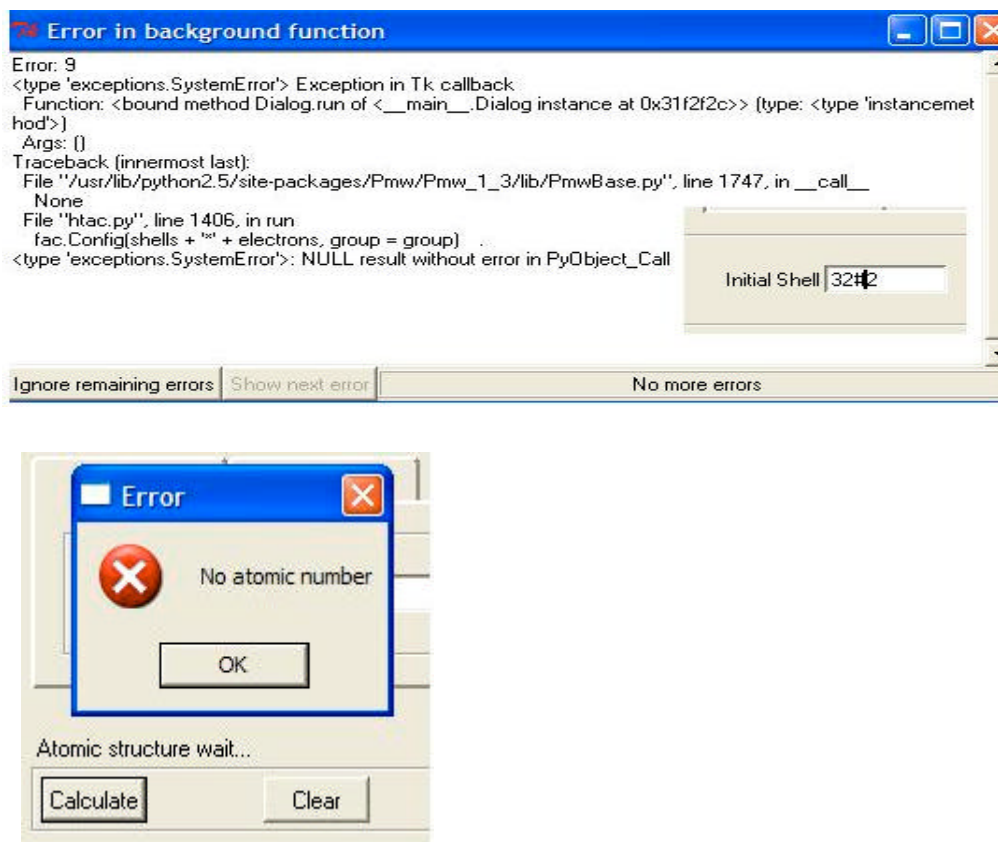 Error in background function
Error: 9
<type 'exceptions.SystemError'> Exception in Tk callback
Function: <bound method Dialog.run of <__main__.Dialog instance at 0x31f2f2c>> (type: <type 'instancemet
hod'>)
Args: ()
Traceback (innermost last):
File "/usr/lib/python2.5/site-packages/Pmw/Pmw_1_3/lib/PmwBase.py", line 1747, in __call__
None
File "htac.py", line 1406, in run
fac.Config(shells + '*' + electrons, group = group) .
<type 'exceptions.SystemError'>: NULL result without error in PyObject_Call
Initial Shell 32#2
Ignore remaining errors Show next error No more errors
Error
No atomic number
OK
Atomic structure wait...
Calculate Clear